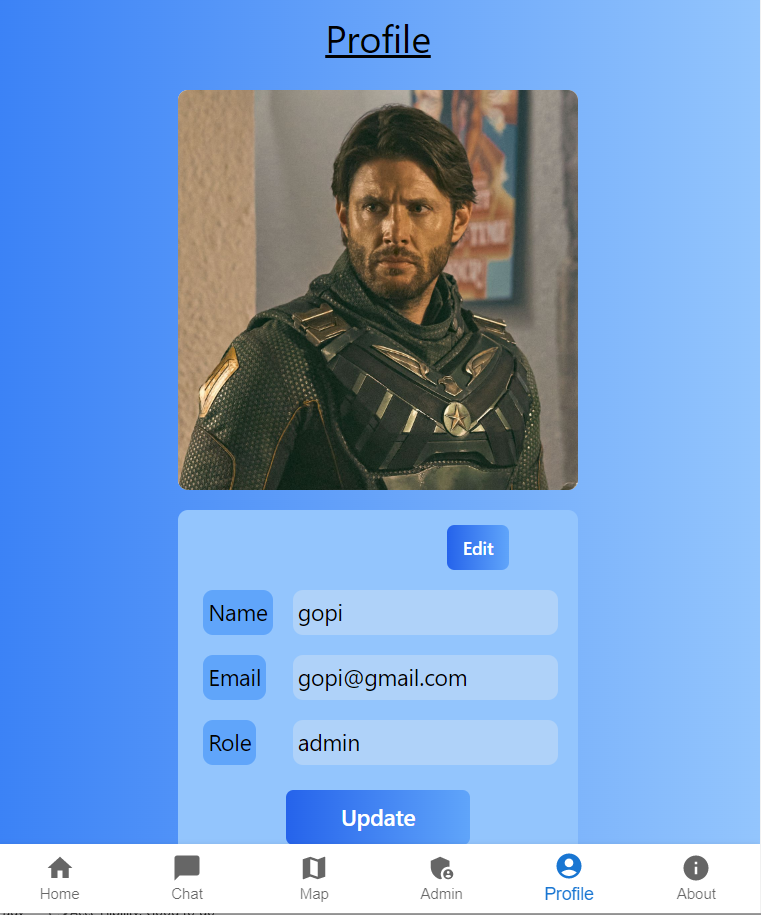 Profile
Edit
Name gopi
Email gopi@gmail.com
Role admin
Update
Home Chat Map Admin Profile About